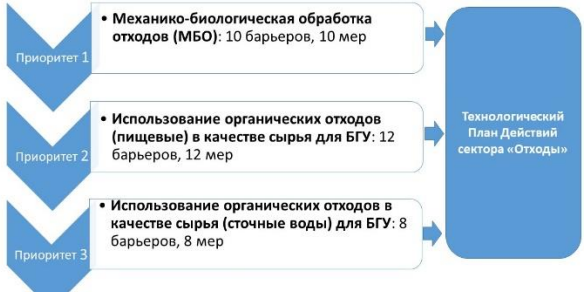 Приоритет 1
• Механико-биологическая обработка
отходов (МБО): 10 барьеров, 10 мер
Приоритет 2
• Использование органических отходов
(пищевые) в качестве сырья для БГУ: 12
барьеров, 12 мер
Приоритет 3
• Использование органических отходов в
качестве сырья (сточные воды) для БГУ: 8
барьеров, 8 мер
Технологический
План Действий
сектора «Отходы»